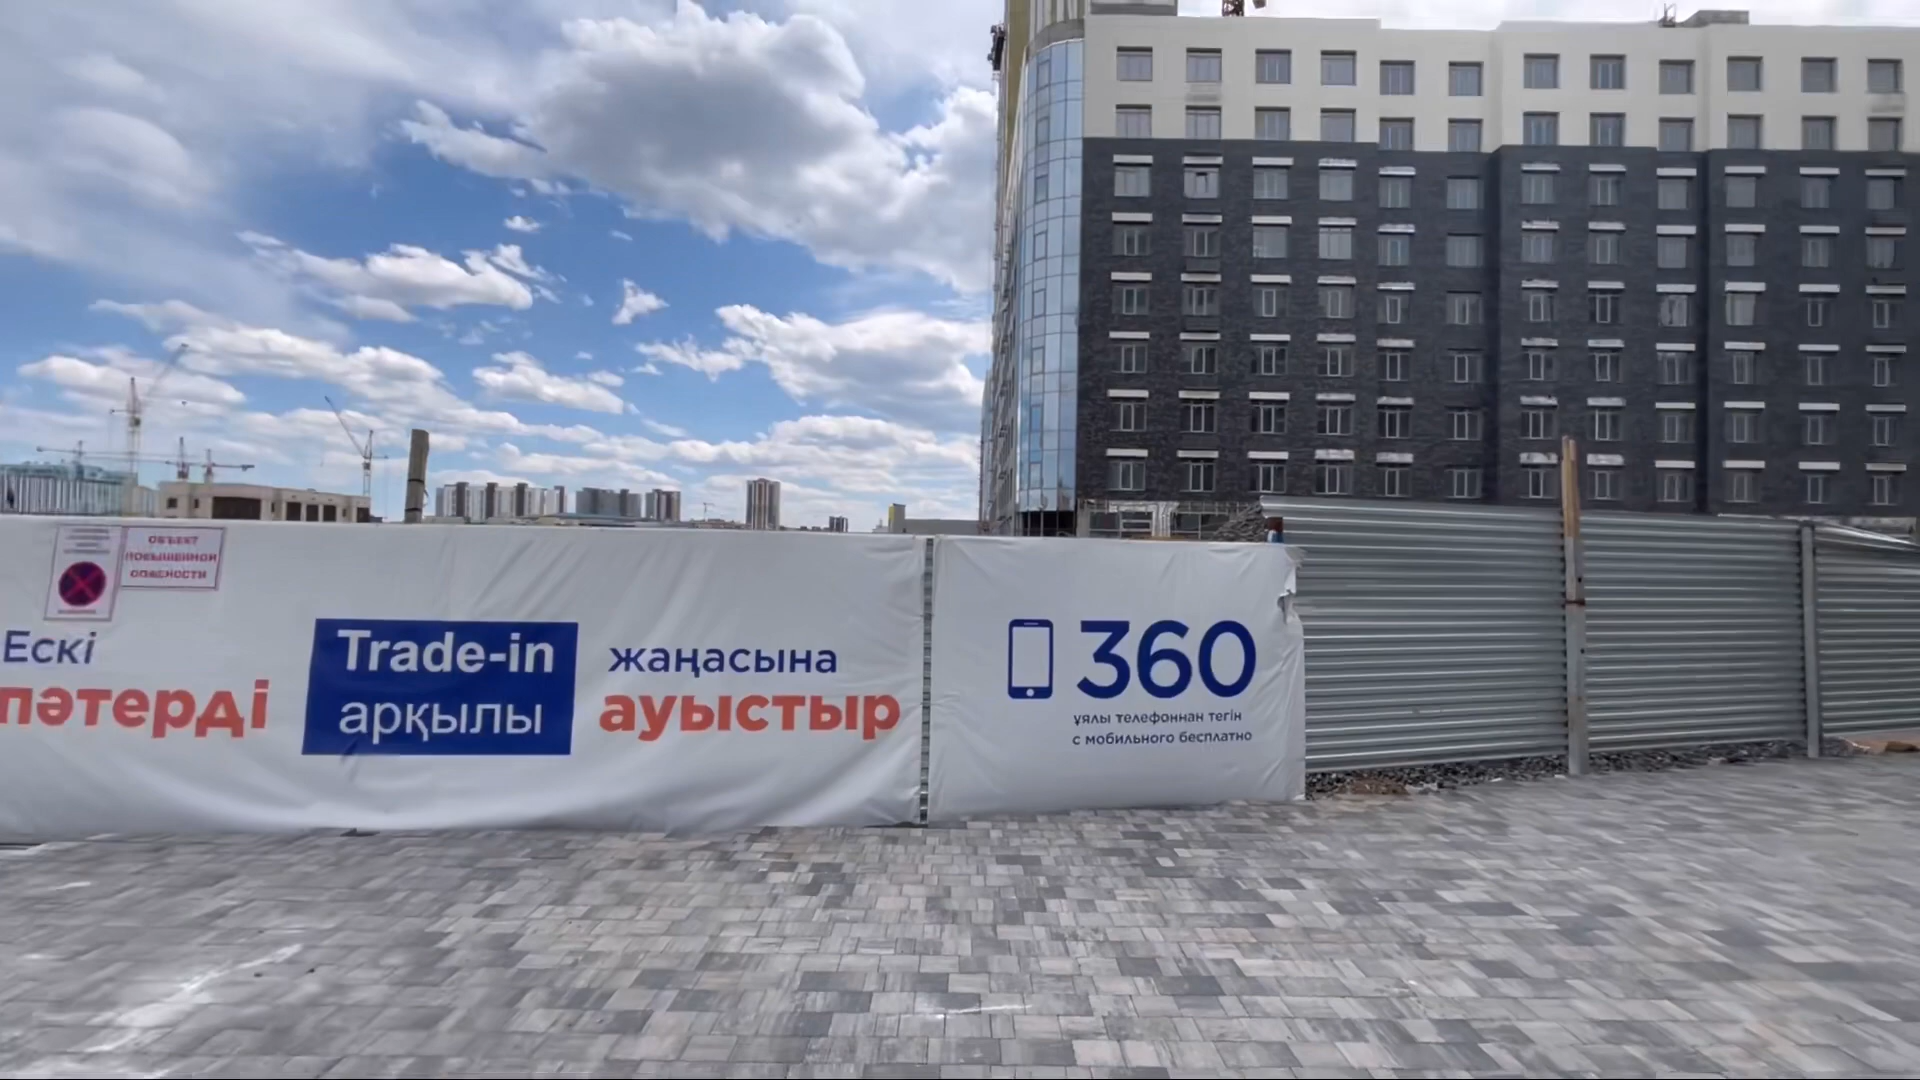 ОБЪЕКТ
ПОВЫШЕННОЙ
ОПАСНОСТИ
Ескі
пәтерді
Trade-in
арқылы
жаңасына
ауыстыр
360
ұялы телефоннан тегін
с мобильного бесплатно